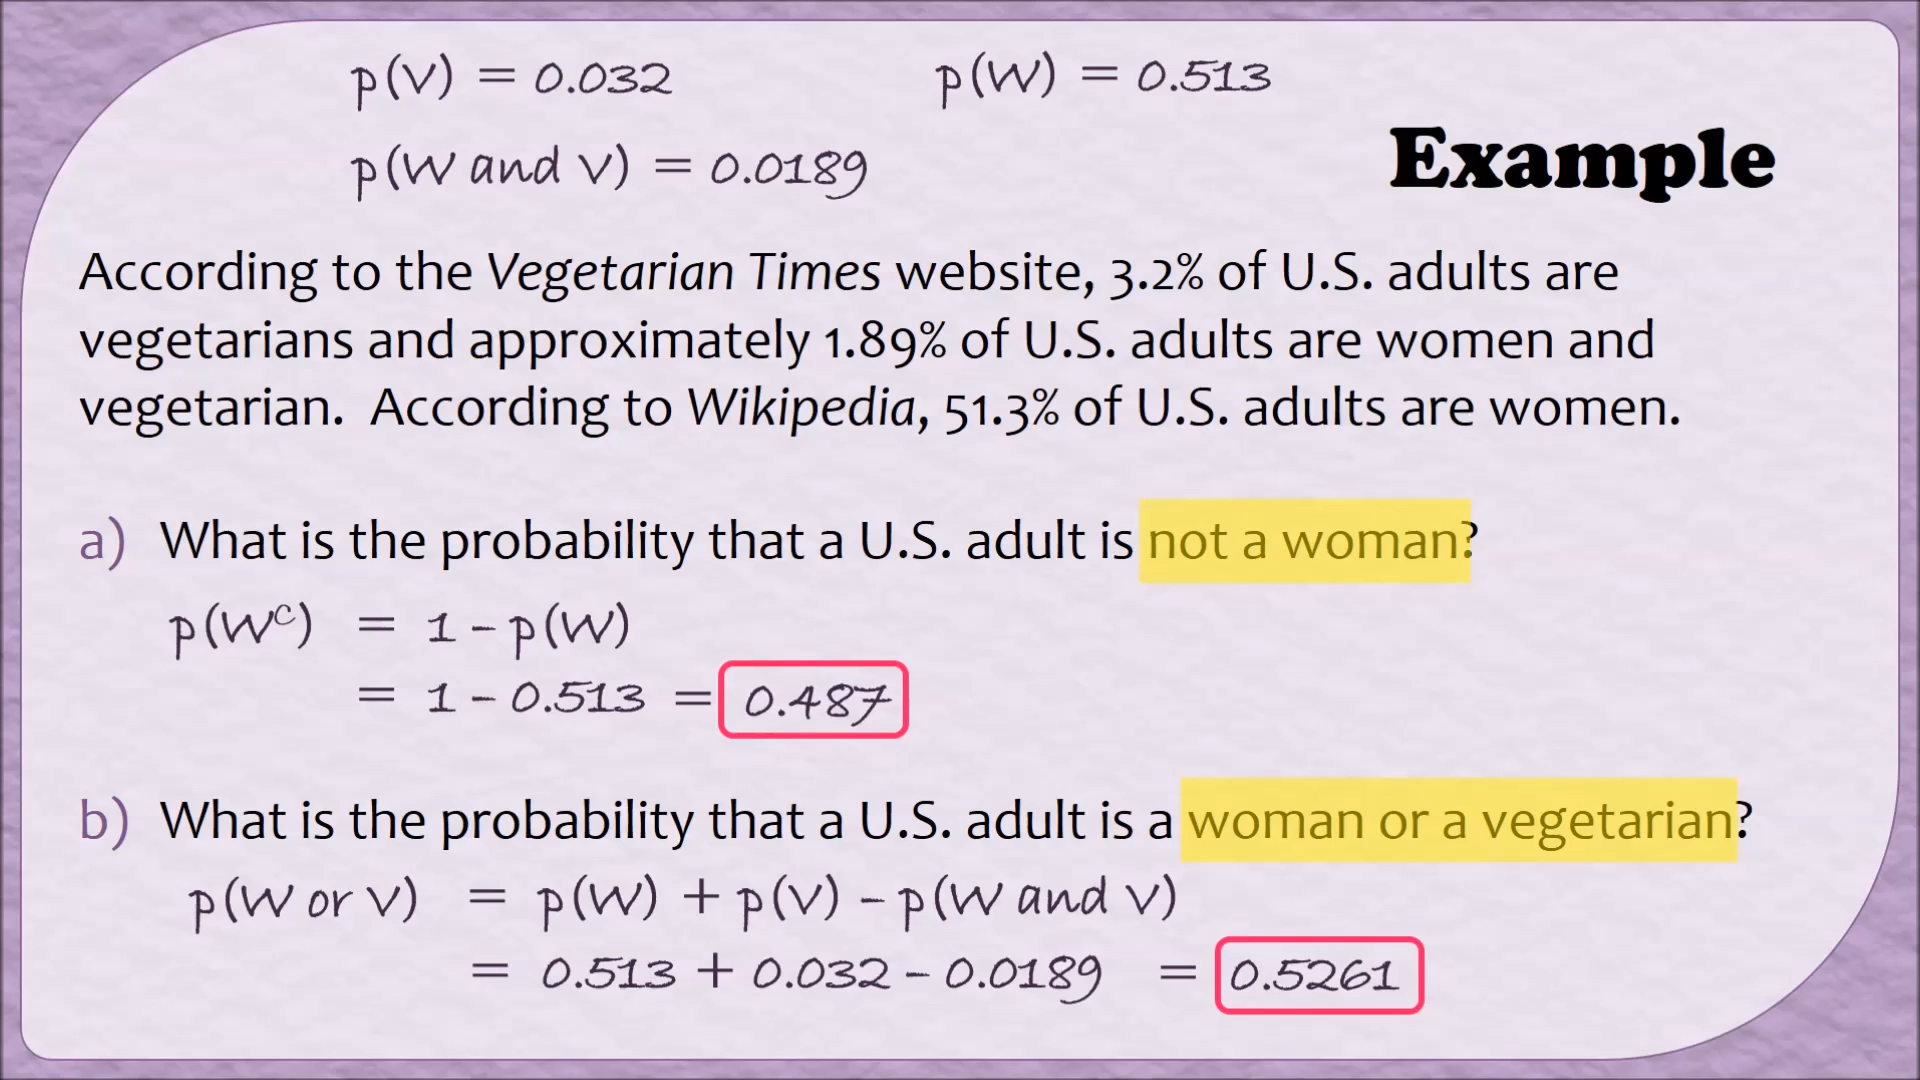 p(V) = 0.032
p(W) = 0.513
p(W and V) = 0.0189
Example
According to the Vegetarian Times website, 3.2% of U.S. adults are
vegetarians and approximately 1.89% of U.S. adults are women and
vegetarian. According to Wikipedia, 51.3% of U.S. adults are women.
a) What is the probability that a U.S. adult is not a woman?
p(Wᶜ) = 1 - p(W)
= 1 - 0.513 = 0.487
b) What is the probability that a U.S. adult is a woman or a vegetarian?
p(W or V) = p(W) + p(V) - p(W and V)
= 0.513 + 0.032 - 0.0189 = 0.5261